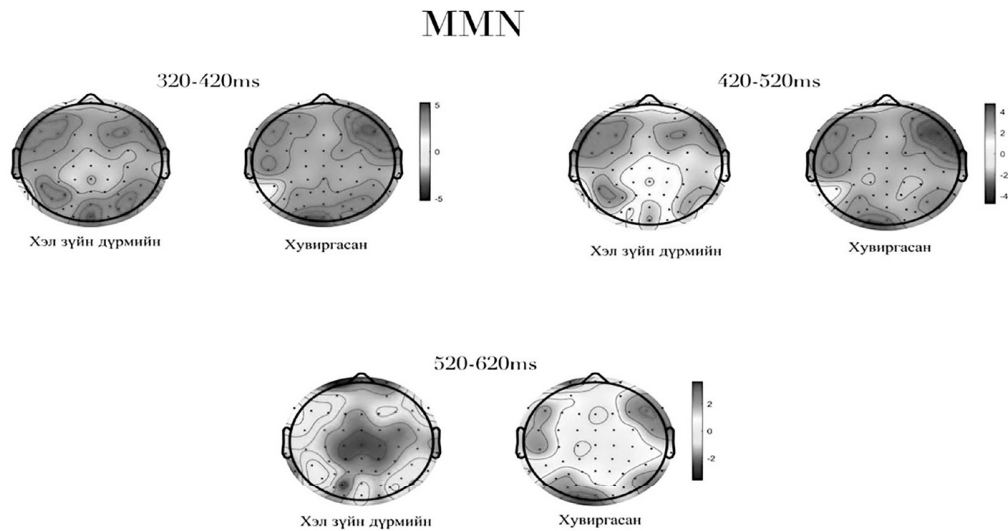 MMN
320-420ms
5
0
-5
Хэл зүйн дүрмийн
Хувиргасан
420-520ms
4
2
0
-2
-4
Хэл зүйн дүрмийн
Хувиргасан
520-620ms
2
0
-2
Хэл зүйн дүрмийн
Хувиргасан